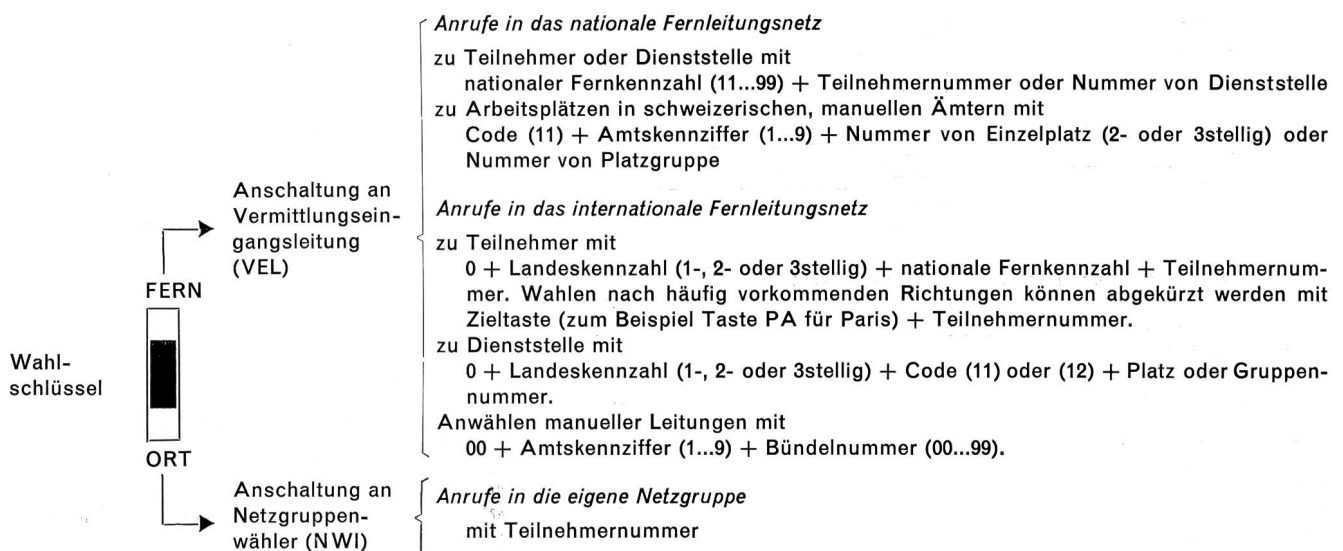 Anrufe in das nationale Fernleitungsnetz
zu Teilnehmer oder Dienststelle mit
nationaler Fernkennzahl (11...99) + Teilnehmernummer oder Nummer von Dienststelle
zu Arbeitsplätzen in schweizerischen, manuellen Ämtern mit
Code (11) + Amtskennziffer (1...9) + Nummer von Einzelplatz (2- oder 3stellig) oder
Nummer von Platzgruppe
Anschaltung an
Vermittlungsein-
gangsleitung
(VEL)
Anrufe in das internationale Fernleitungsnetz
zu Teilnehmer mit
0 + Landeskennzahl (1-, 2- oder 3stellig) + nationale Fernkennzahl + Teilnehmernum-
mer. Wahlen nach häufig vorkommenden Richtungen können abgekürzt werden mit
Zieltaste (zum Beispiel Taste PA für Paris) + Teilnehmernummer.
zu Dienststelle mit
0 + Landeskennzahl (1-, 2- oder 3stellig) + Code (11) oder (12) + Platz oder Gruppen-
nummer.
Anwählen manueller Leitungen mit
00 + Amtskennziffer (1...9) + Bündelnummer (00...99).
FERN
Wahl-
schlüssel
ORT
Anschaltung an
Netzgruppen-
wähler (NWI)
Anrufe in die eigene Netzgruppe
mit Teilnehmernummer